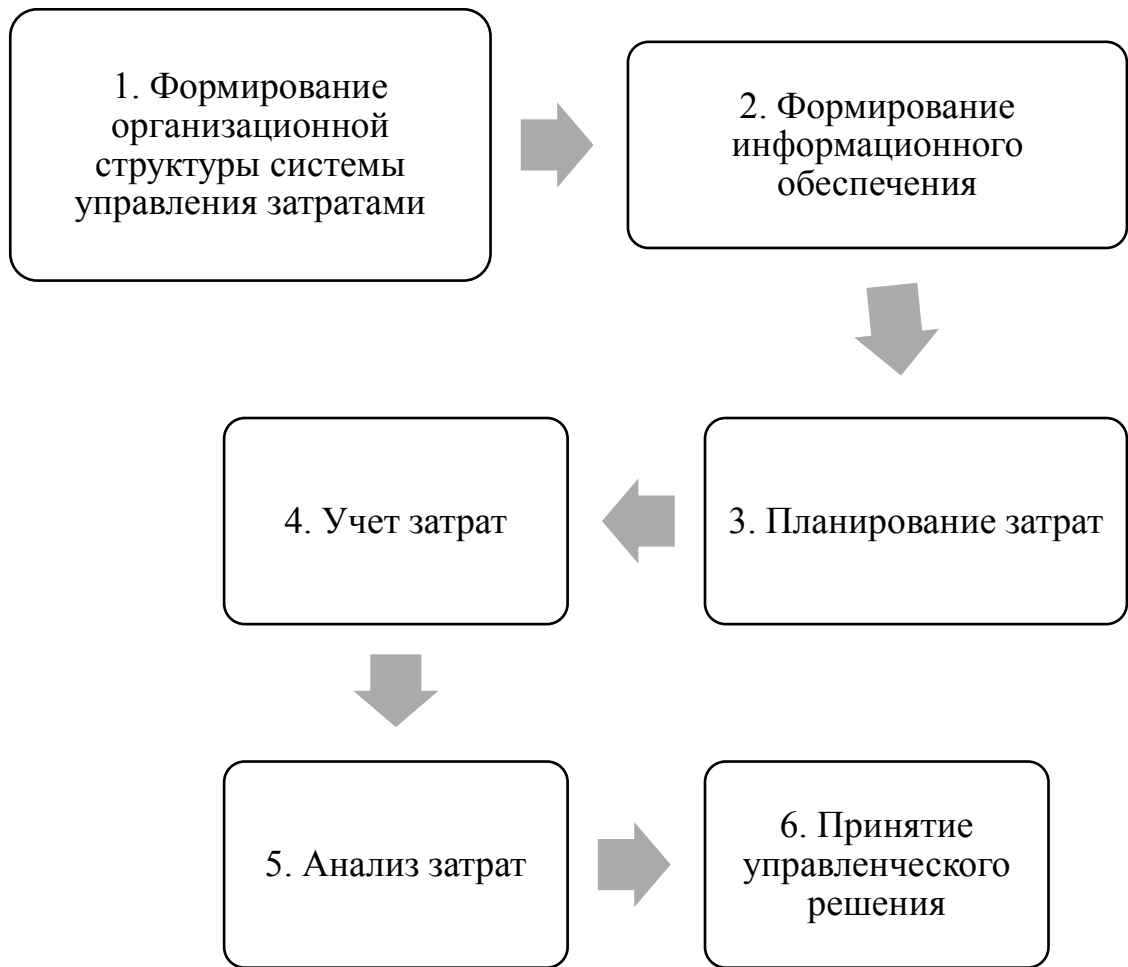 1. Формирование
организационной
структуры системы
управления затратами
2. Формирование
информационного
обеспечения
3. Планирование затрат
4. Учет затрат
5. Анализ затрат
6. Принятие
управленческого
решения